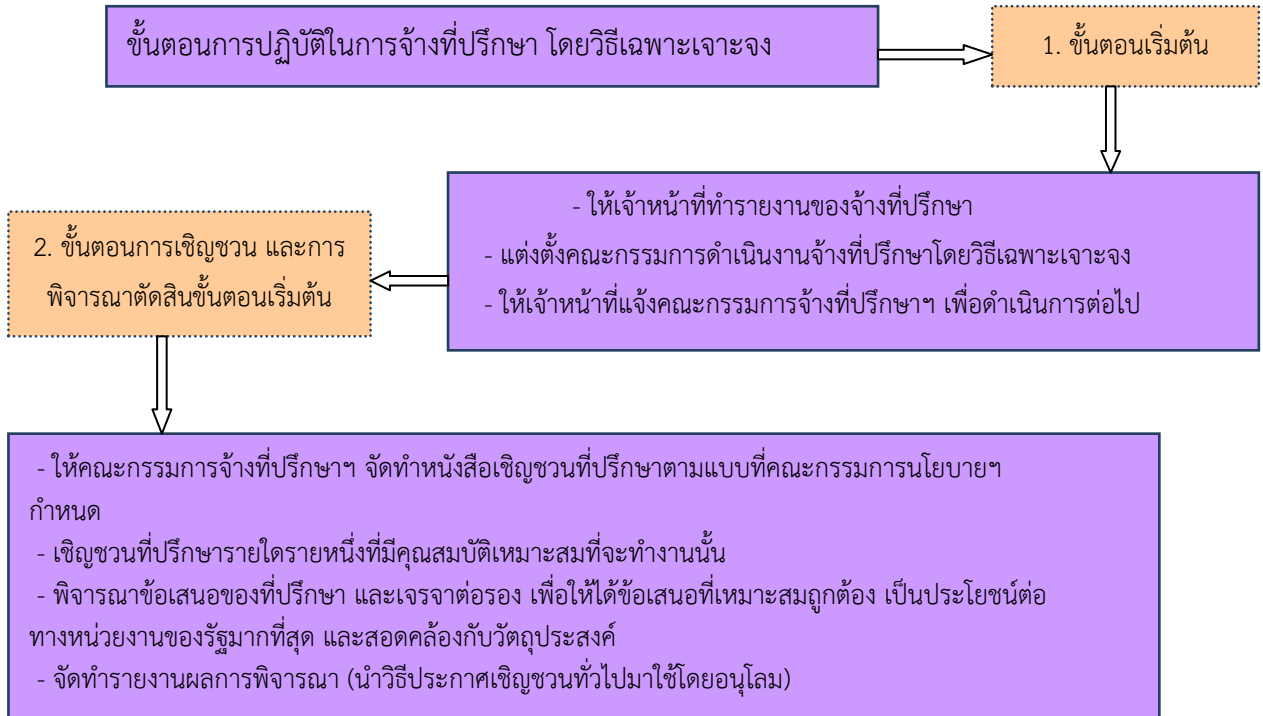 ขั้นตอนการปฏิบัติในการจ้างที่ปรึกษา โดยวิธีเฉพาะเจาะจง
1. ขั้นตอนเริ่มต้น
- ให้เจ้าหน้าที่ทำรายงานของจ้างที่ปรึกษา
- แต่งตั้งคณะกรรมการดำเนินงานจ้างที่ปรึกษาโดยวิธีเฉพาะเจาะจง
- ให้เจ้าหน้าที่แจ้งคณะกรรมการจ้างที่ปรึกษาฯ เพื่อดำเนินการต่อไป
2. ขั้นตอนการเชิญชวน และการ
พิจารณาตัดสินขั้นตอนเริ่มต้น
- ให้คณะกรรมการจ้างที่ปรึกษาฯ จัดทำหนังสือเชิญชวนที่ปรึกษาตามแบบที่คณะกรรมการนโยบายฯ
กำหนด
- เชิญชวนที่ปรึกษารายใดรายหนึ่งที่มีคุณสมบัติเหมาะสมที่จะทำงานนั้น
- พิจารณาข้อเสนอของที่ปรึกษา และเจรจาต่อรอง เพื่อให้ได้ข้อเสนอที่เหมาะสมถูกต้อง เป็นประโยชน์ต่อ
ทางหน่วยงานของรัฐมากที่สุด และสอดคล้องกับวัตถุประสงค์
- จัดทำรายงานผลการพิจารณา (นำวิธีประกาศเชิญชวนทั่วไปมาใช้โดยอนุโลม)